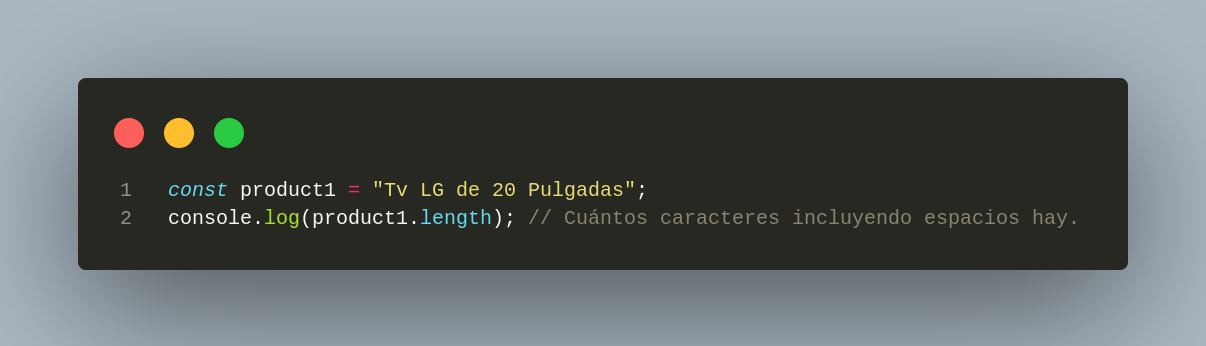 1 const product1 = "Tv LG de 20 Pulgadas";
2 console.log(product1.length); // Cuántos caracteres incluyendo espacios hay.